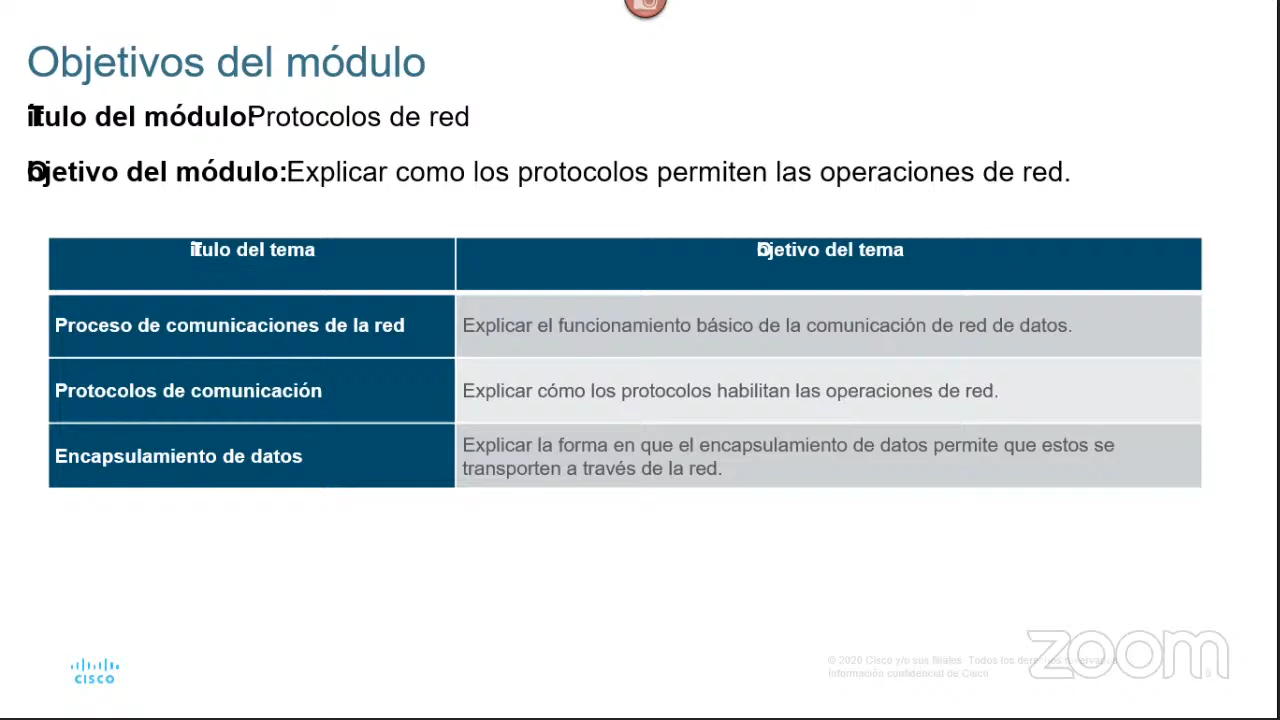 Objetivos del módulo
Título del módulo Protocolos de red
Objetivo del módulo: Explicar como los protocolos permiten las operaciones de red.
Título del tema
Objetivo del tema
Proceso de comunicaciones de la red
Explicar el funcionamiento básico de la comunicación de red de datos.
Protocolos de comunicación
Explicar cómo los protocolos habilitan las operaciones de red.
Encapsulamiento de datos
Explicar la forma en que el encapsulamiento de datos permite que estos se
transporten a través de la red.
CISCO
© 2020 Cisco y/o sus filiales. Todos los derechos reservados.
Información confidencial de Cisco
zoom